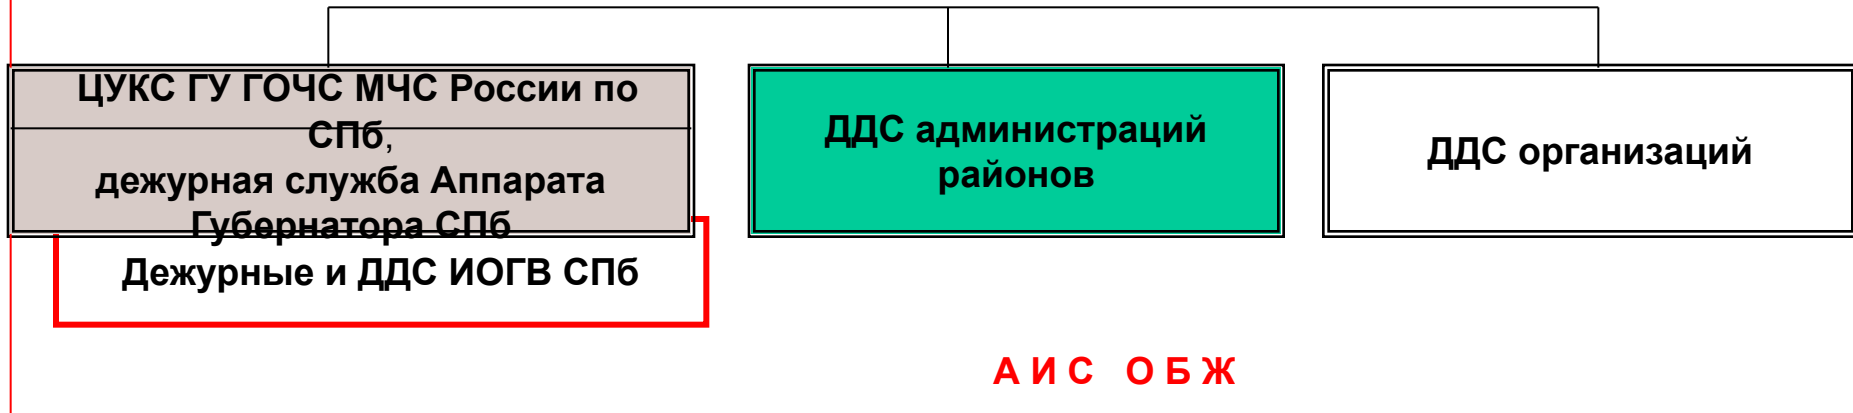 ЦУКС ГУ ГОЧС МЧС России по
СПб,
дежурная служба Аппарата
Губернатора СПб
Дежурные и ДДС ИОГВ СПб
ДДС администраций
районов
ДДС организаций
А И С О Б Ж